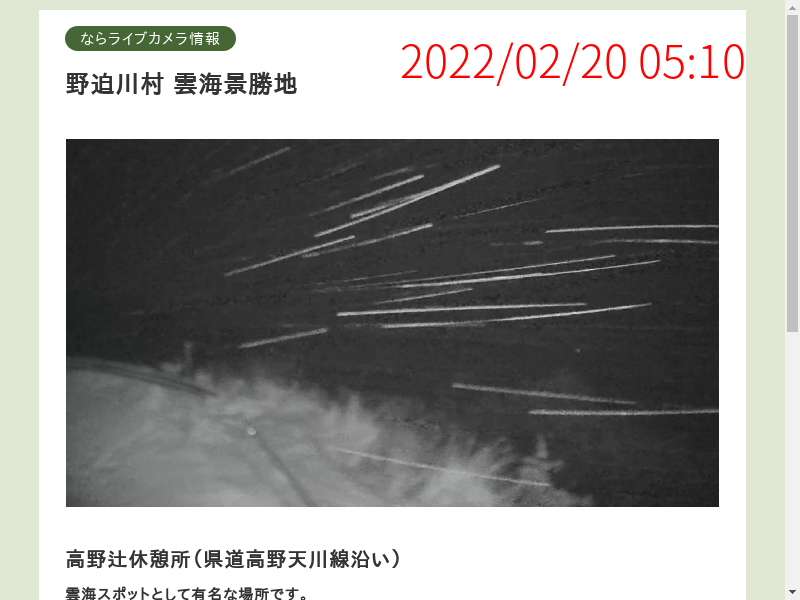 ならライブカメラ情報
2022/02/20 05:10
野迫川村 雲海景勝地
高野辻休憩所（県道高野天川線沿い）
雲海スポットとして有名な場所です。